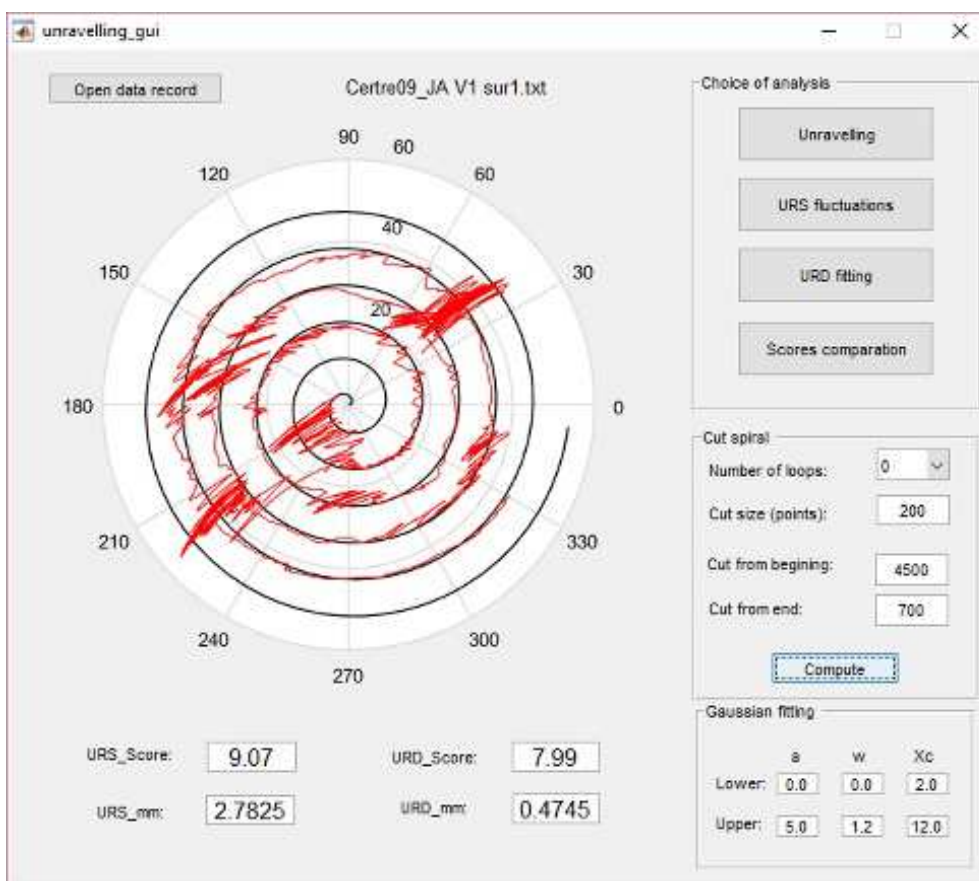 unravelling_gui
Open data record
Certre09_JA V1 sur1.txt
90
60
120
60
40
150
30
20
180
0
210
330
240
300
270
URS_Score: 9.07
URD_Score: 7.99
URS_mm: 2.7825
URD_mm: 0.4745
Choice of analysis
Unravelling
URS fluctuations
URD fitting
Scores comparation
Cut spiral
Number of loops: 0
Cut size (points): 200
Cut from begining: 4500
Cut from end: 700
Compute
Gaussian fitting
a w Xc
Lower: 0.0 0.0 2.0
Upper: 5.0 1.2 12.0